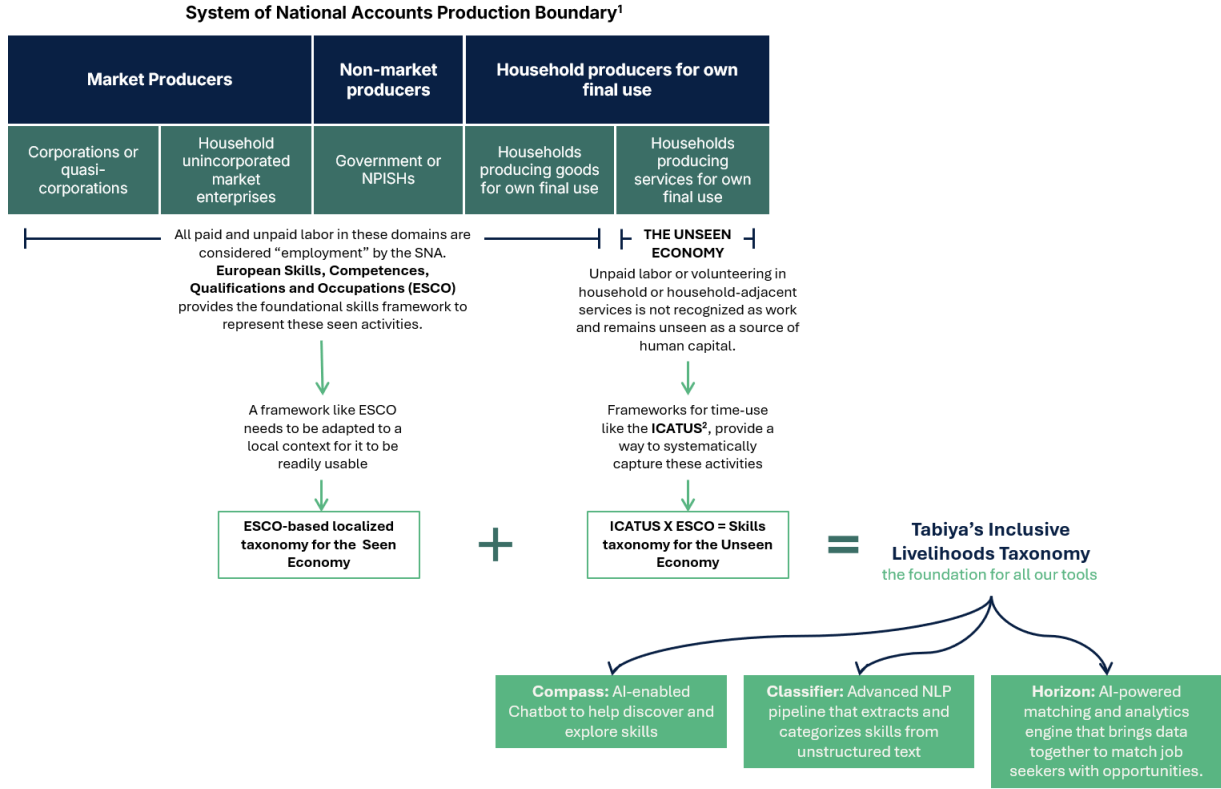 System of National Accounts Production Boundary¹
Market Producers
Non-market
producers
Household producers for own
final use
Corporations or
quasi-
corporations
Household
unincorporated
market
enterprises
Government or
NPISHs
Households
producing goods
for own final use
Households
producing
services for own
final use
All paid and unpaid labor in these domains are
considered “employment” by the SNA.
European Skills, Competences,
Qualifications and Occupations (ESCO)
provides the foundational skills framework to
represent these seen activities.
THE UNSEEN
ECONOMY
Unpaid labor or volunteering in
household or household-adjacent
services is not recognized as work
and remains unseen as a source of
human capital.
A framework like ESCO
needs to be adapted to a
local context for it to be
readily usable
Frameworks for time-use
like the ICATUS², provide a
way to systematically
capture these activities
ESCO-based localized
taxonomy for the Seen
Economy
+
ICATUS X ESCO = Skills
taxonomy for the Unseen
Economy
=
Tabiya’s Inclusive
Livelihoods Taxonomy
the foundation for all our tools
Compass: AI-enabled
Chatbot to help discover and
explore skills
Classifier: Advanced NLP
pipeline that extracts and
categorizes skills from
unstructured text
Horizon: AI-powered
matching and analytics
engine that brings data
together to match job
seekers with opportunities.